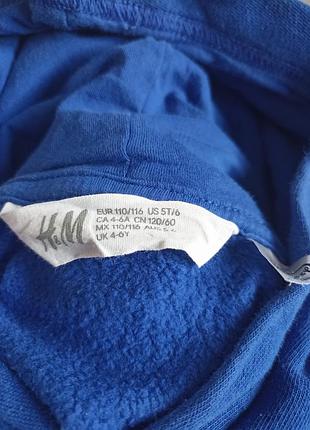 H&M
EUR 110/116 US 5T/6
CA 4-6A CN 120/60
MX 110/116
UK 4-6Y